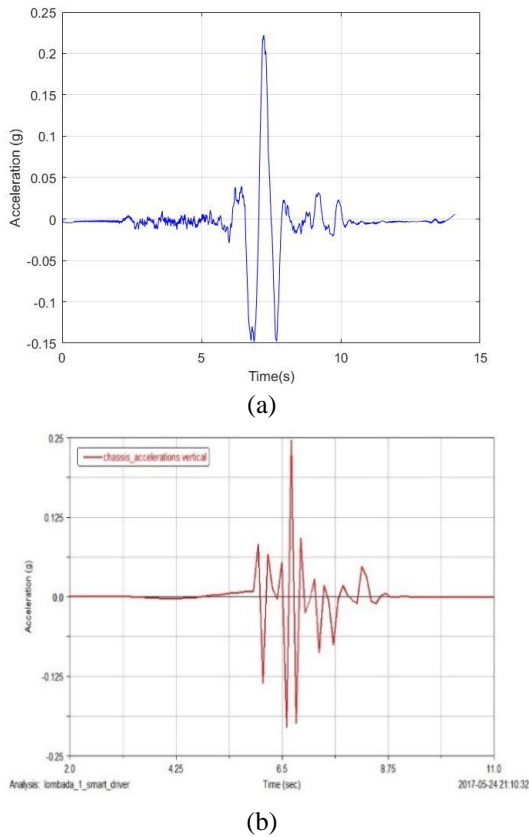 0.25
0.2
0.15
0.1
0.05
0
-0.05
-0.1
-0.15
Acceleration (g)
0 5 10 15
Time(s)
(a)
0.25
0.125
0.0
-0.125
-0.25
chassis_accelerations.vertical
Acceleration (g)
2.0 4.25 6.5 8.75 11.0
Analysis: lombada_1_smart_driver Time (sec) 2017-05-24 21:10:32
(b)